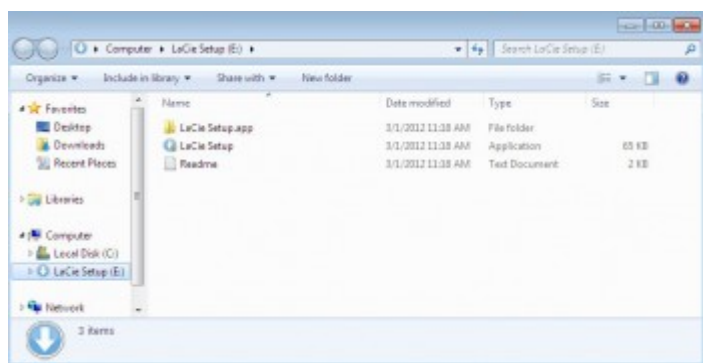 Computer LaCie Setup (E:) Search LaCie Setup (E:)
Organize Include in library Share with New folder
Favorites
Desktop
Downloads
Recent Places
Libraries
Computer
Local Disk (C:)
LaCie Setup (E:)
Network
Name Date modified Type Size
LaCie Setup.app 3/1/2012 11:38 AM File folder
LaCie Setup 3/1/2012 11:38 AM Application 65 KB
Readme 3/1/2012 11:38 AM Text Document 2 KB
3 items